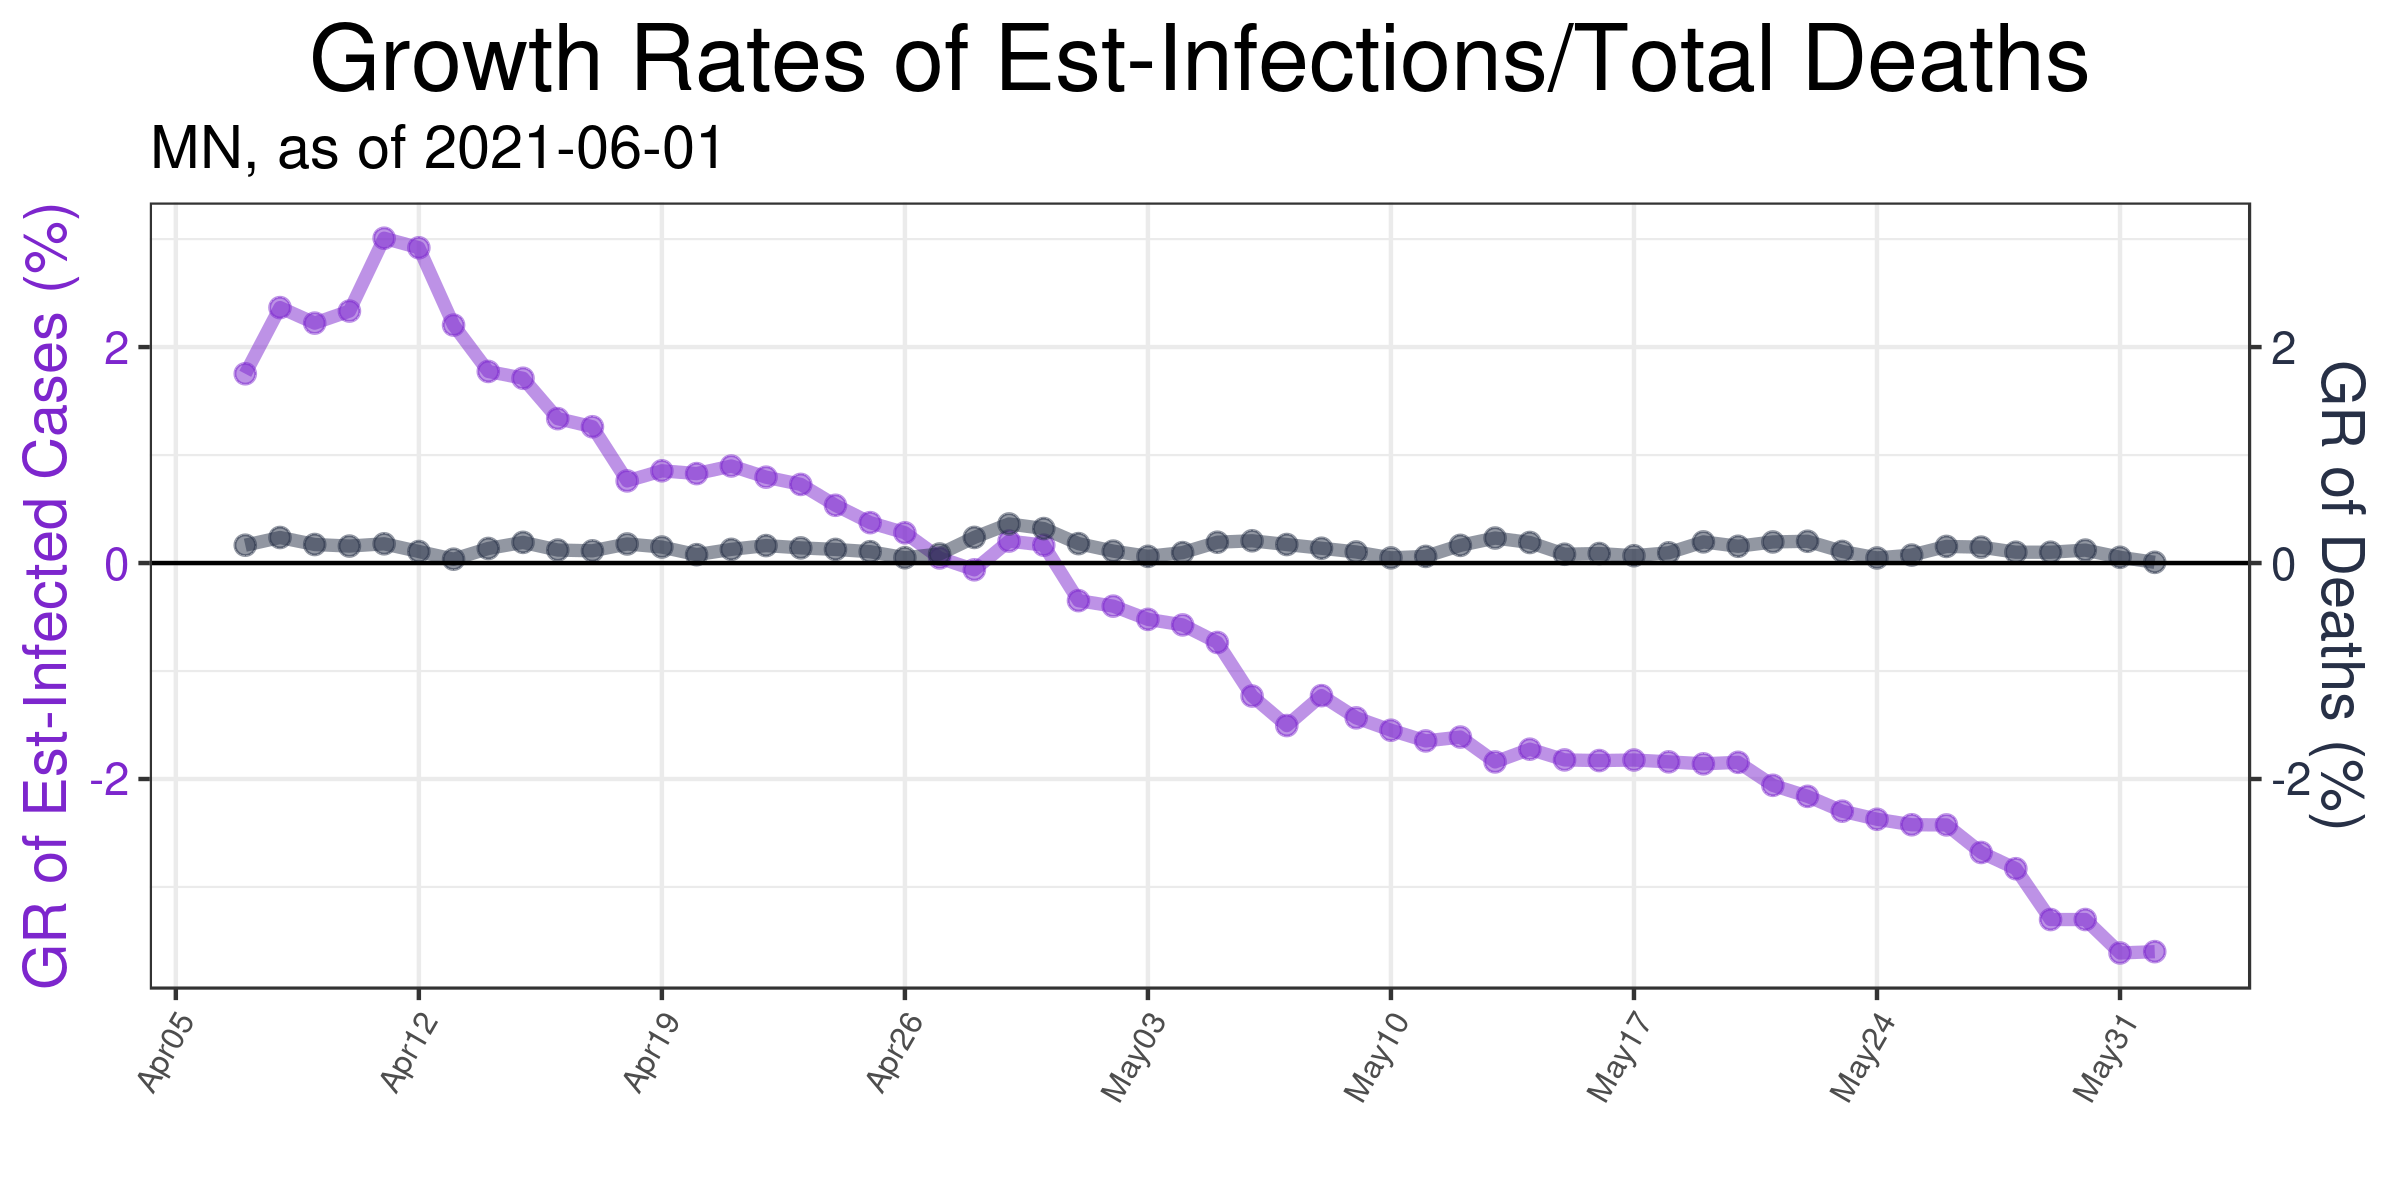 Growth Rates of Est-Infections/Total Deaths
MN, as of 2021-06-01
GR of Est-Infected Cases (%)
2
0
-2
2
0
-2
GR of Deaths (%)
Apr05
Apr12
Apr19
Apr26
May03
May10
May17
May24
May31